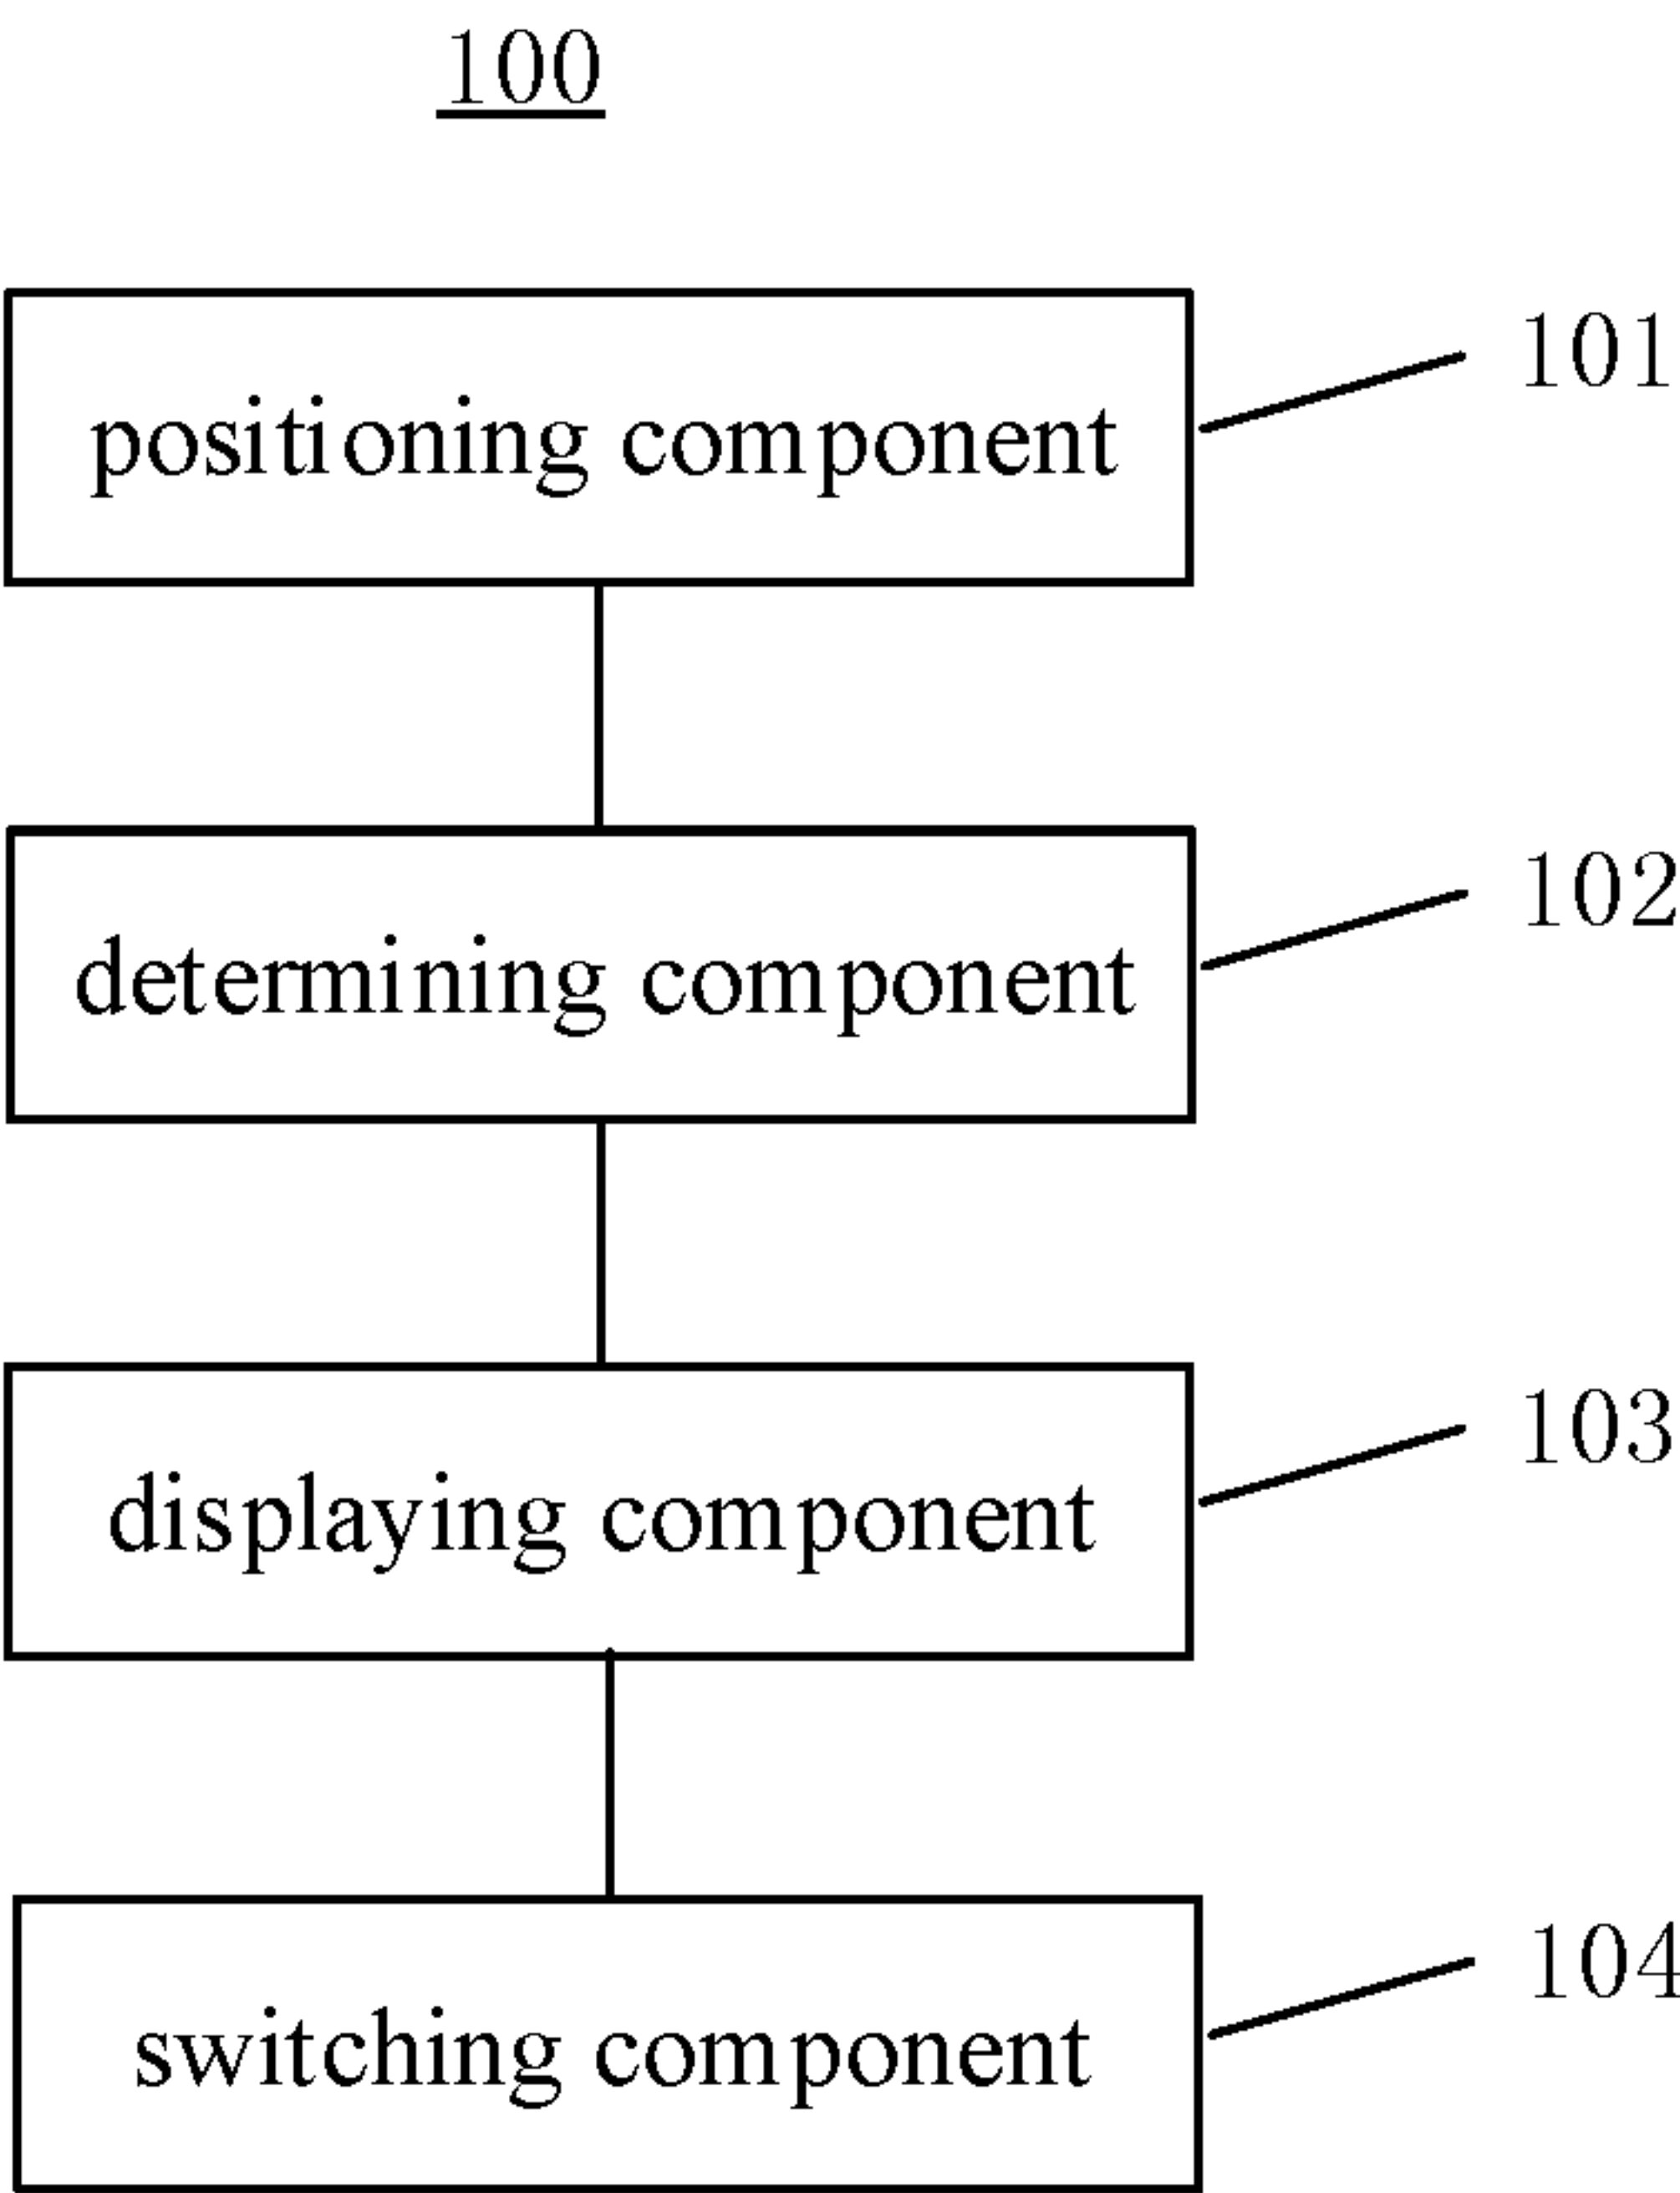 100
positioning component
101
determining component
102
displaying component
103
switching component
104